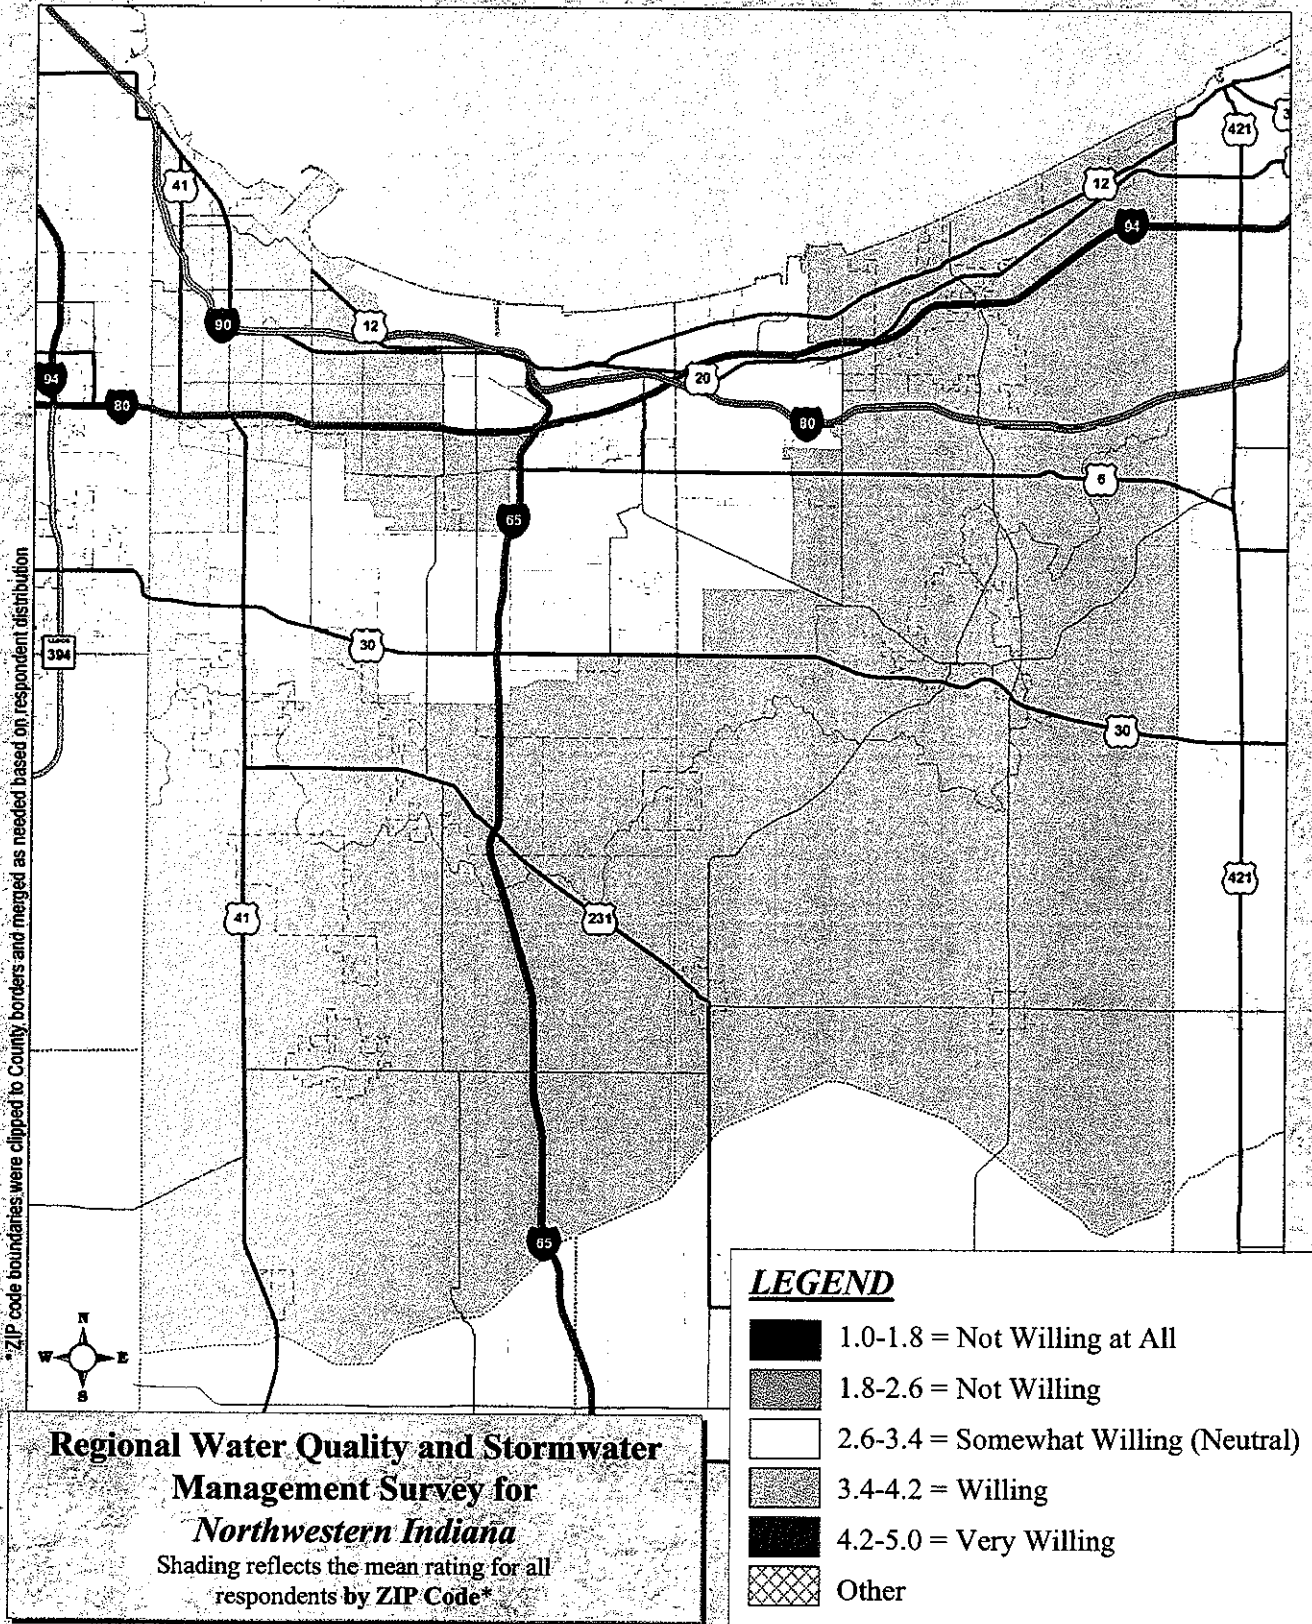 41
12
421
94
90
12
94
80
20
80
6
65
30
394
30
41
231
421
65
*ZIP code boundaries were clipped to County borders and merged as needed based on respondent distribution
N
W E
S
Regional Water Quality and Stormwater
Management Survey for
Northwestern Indiana
Shading reflects the mean rating for all
respondents by ZIP Code*
LEGEND
1.0-1.8 = Not Willing at All
1.8-2.6 = Not Willing
2.6-3.4 = Somewhat Willing (Neutral)
3.4-4.2 = Willing
4.2-5.0 = Very Willing
Other